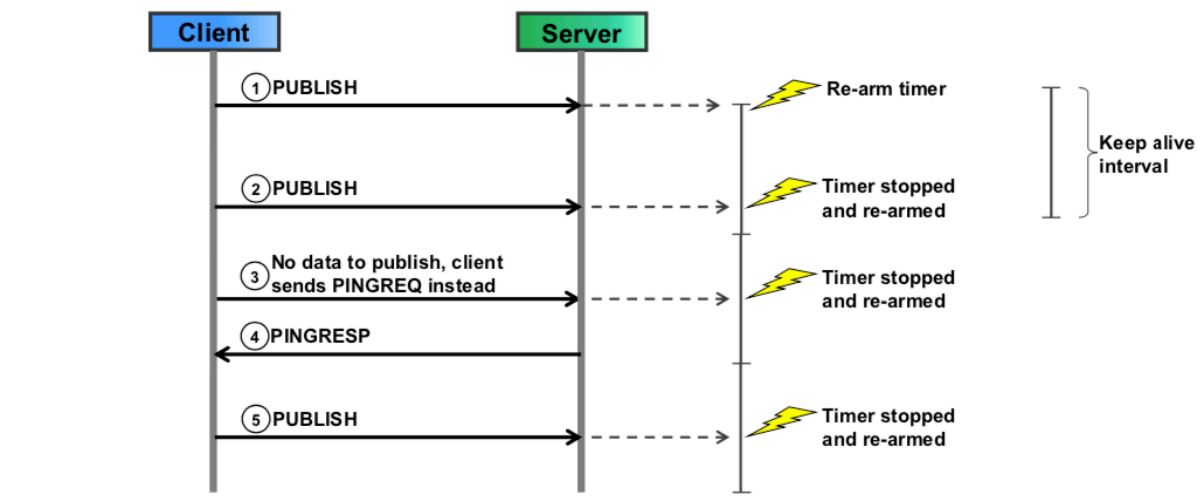 Client
Server
1 PUBLISH
Re-arm timer
Keep alive
interval
2 PUBLISH
Timer stopped
and re-armed
3 No data to publish, client
sends PINGREQ instead
Timer stopped
and re-armed
4 PINGRESP
5 PUBLISH
Timer stopped
and re-armed